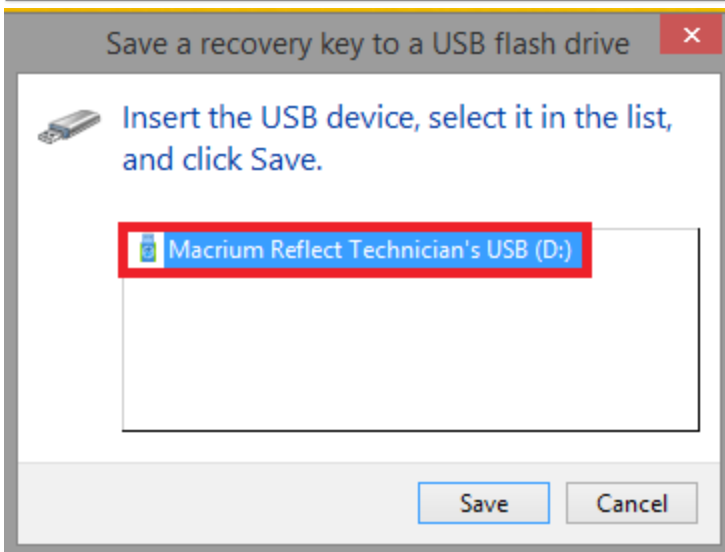 Save a recovery key to a USB flash drive
Insert the USB device, select it in the list,
and click Save.
Macrium Reflect Technician's USB (D:)
Save Cancel